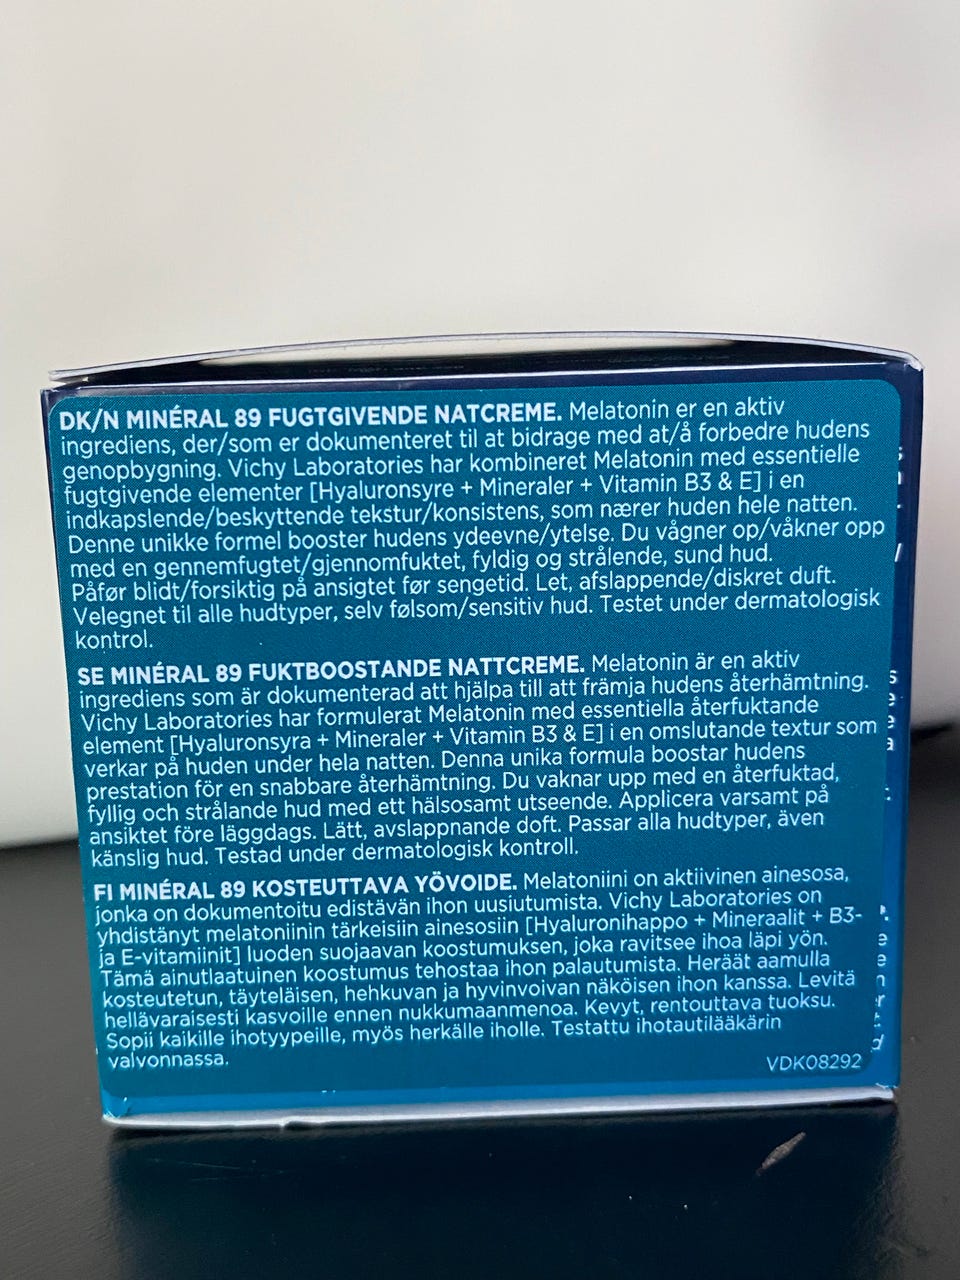 DK/N MINÉRAL 89 FUGTGIVENDE NATCREME. Melatonin er en aktiv
ingrediens, der/som er dokumenteret til at bidrage med at/å forbedre hudens
genopbygning. Vichy Laboratories har kombineret Melatonin med essentielle
fugtgivende elementer [Hyaluronsyre + Mineraler + Vitamin B3 & E] i en
indkapslende/beskyttende tekstur/konsistens, som nærer huden hele natten.
Denne unikke formel booster hudens ydeevne/ytelse. Du vågner op/våkner opp
med en gennemfugtet/gjennomfuktet, fyldig og strålende, sund hud.
Påfør blidt/forsiktig på ansigtet før sengetid. Let, afslappende/diskret duft.
Velegnet til alle hudtyper, selv følsom/sensitiv hud. Testet under dermatologisk
kontrol.
SE MINÉRAL 89 FUKTBOOSTANDE NATTCREME. Melatonin är en aktiv
ingrediens som är dokumenterad att hjälpa till att främja hudens återhämtning.
Vichy Laboratories har formulerat Melatonin med essentiella återfuktande
element [Hyaluronsyra + Mineraler + Vitamin B3 & E] i en omslutande textur som
verkar på huden under hela natten. Denna unika formula boostar hudens
prestation för en snabbare återhämtning. Du vaknar upp med en återfuktad,
fyllig och strålande hud med ett hälsosamt utseende. Applicera varsamt på
ansiktet före läggdags. Lätt, avslappnande doft. Passar alla hudtyper, även
känslig hud. Testad under dermatologisk kontroll.
FI MINÉRAL 89 KOSTEUTTAVA YÖVOIDE. Melatoniini on aktiivinen ainesosa,
jonka on dokumentoitu edistävän ihon uusiutumista. Vichy Laboratories on
yhdistänyt melatoniinin tärkeisiin ainesosiin [Hyaluronihappo + Mineraalit + B3-
ja E-vitamiinit] luoden suojaavan koostumuksen, joka ravitsee ihoa läpi yön.
Tämä ainutlaatuinen koostumus tehostaa ihon palautumista. Heräät aamulla
kosteutetun, täyteläisen, hehkuvan ja hyvinvoivan näköisen ihon kanssa. Levitä
hellävaraisesti kasvoille ennen nukkumaanmenoa. Kevyt, rentouttava tuoksu.
Sopii kaikille ihotyypeille, myös herkälle iholle. Testattu ihotautilääkärin
valvonnassa.
VDK08292